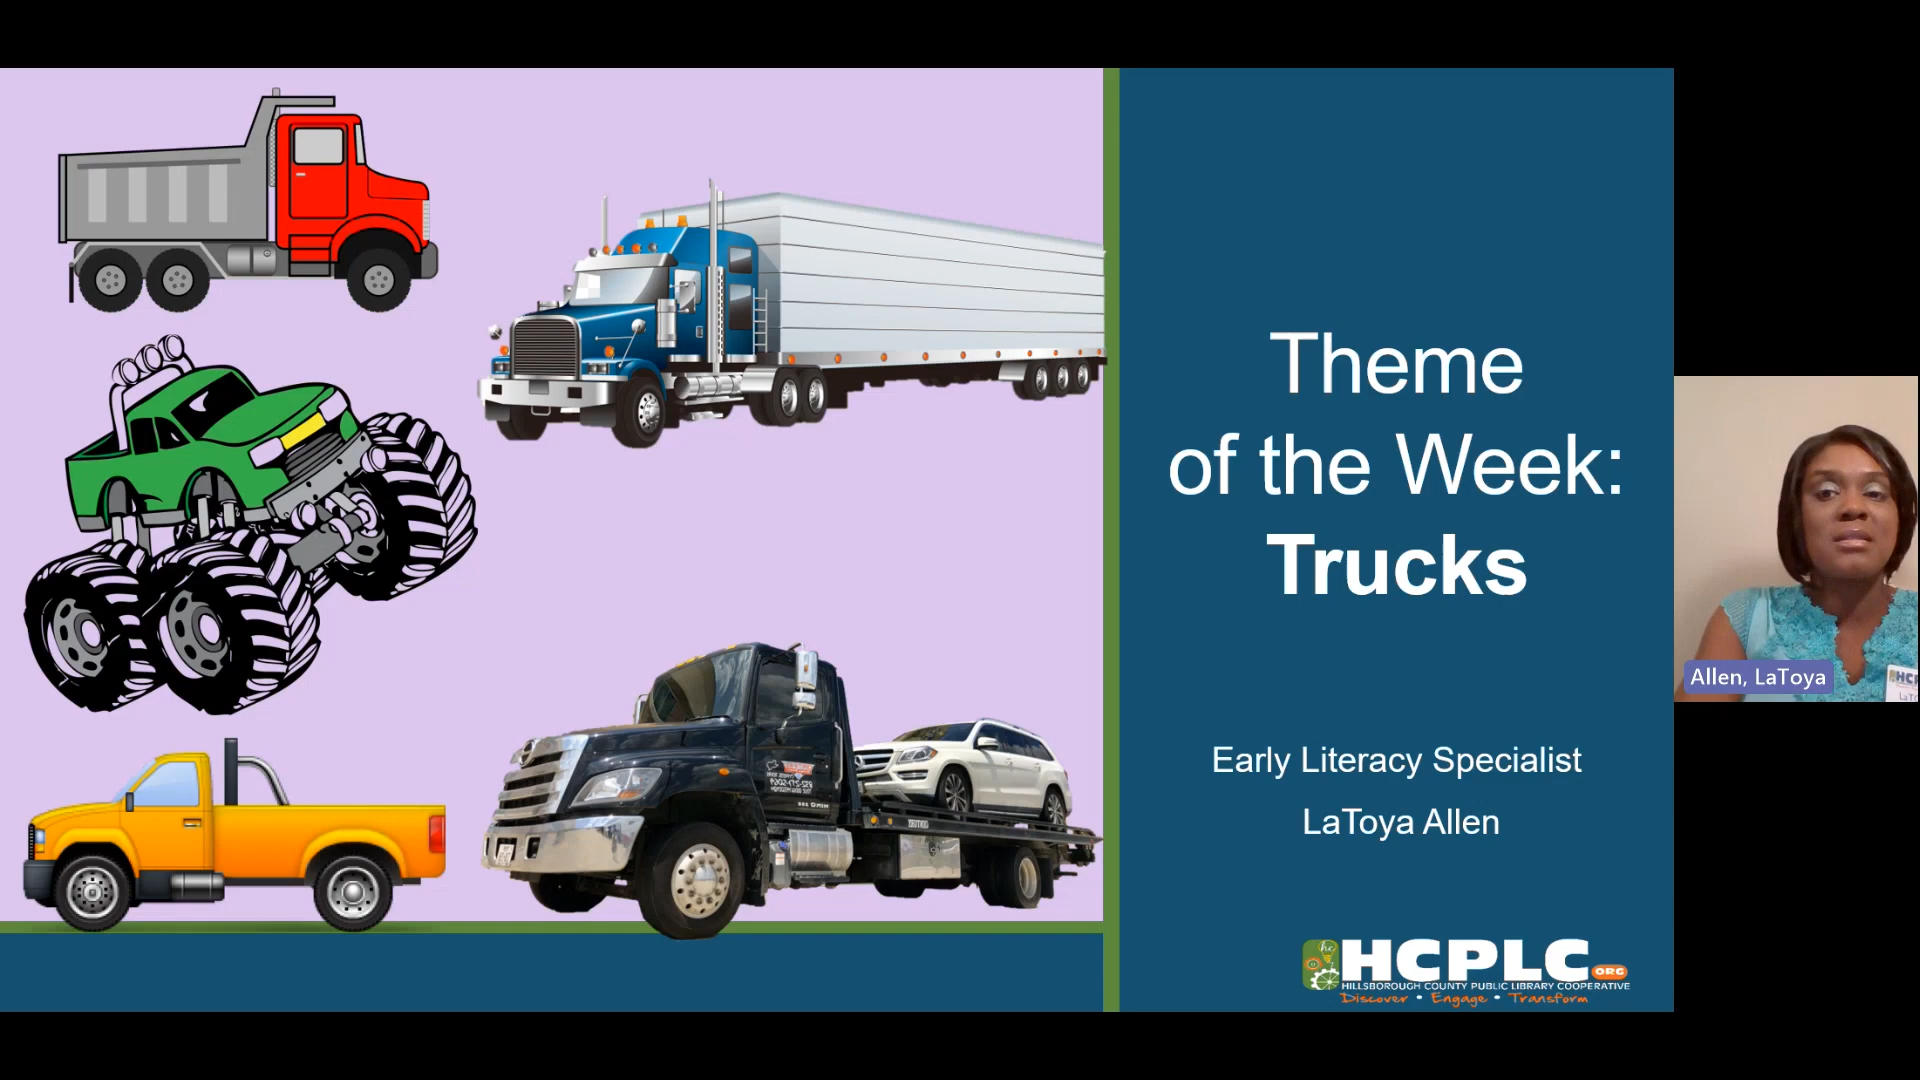 Theme
of the Week:
Trucks
Early Literacy Specialist
LaToya Allen
HCPLC
ORG
HILLSBOROUGH COUNTY PUBLIC LIBRARY COOPERATIVE
Discover • Engage • Transform
Allen, LaToya